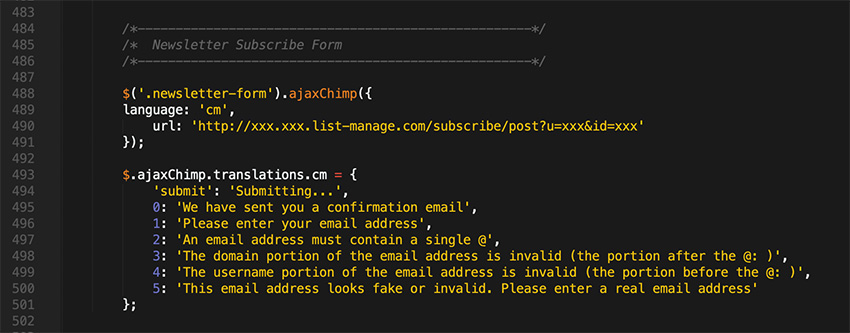 483
484 /*----------------------------------------------------*/
485 /*  Newsletter Subscribe Form
486 /*----------------------------------------------------*/
487
488 $('.newsletter-form').ajaxChimp({
489 language: 'cm',
490     url: 'http://xxx.xxx.list-manage.com/subscribe/post?u=xxx&id=xxx'
491 });
492
493 $.ajaxChimp.translations.cm = {
494     'submit': 'Submitting...',
495     0: 'We have sent you a confirmation email',
496     1: 'Please enter your email address',
497     2: 'An email address must contain a single @',
498     3: 'The domain portion of the email address is invalid (the portion after the @: )',
499     4: 'The username portion of the email address is invalid (the portion before the @: )',
500     5: 'This email address looks fake or invalid. Please enter a real email address'
501 };
502